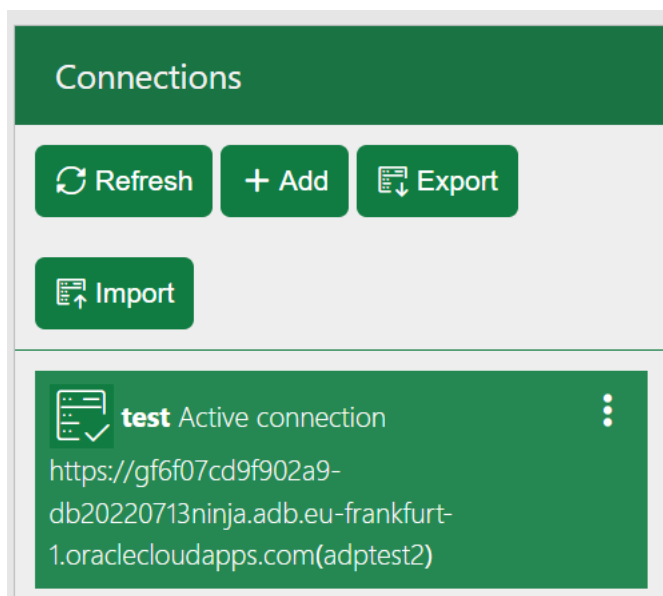 Connections
Refresh + Add Export
Import
test Active connection
https://gf6f07cd9f902a9-
db20220713ninja.adb.eu-frankfurt-
1.oraclecloudapps.com(adptest2)